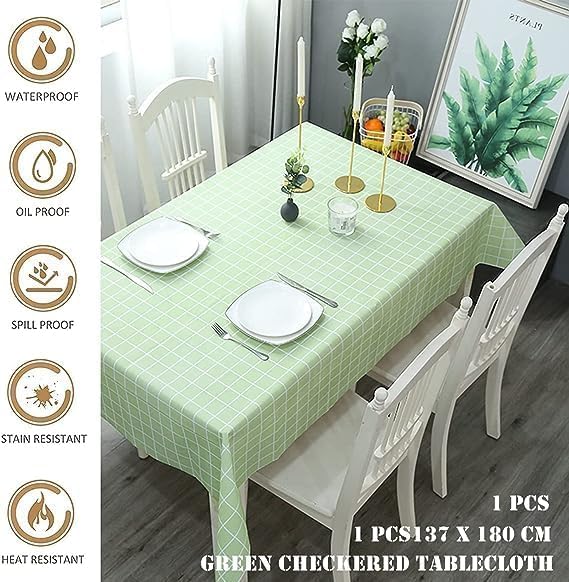 WATERPROOF
OIL PROOF
SPILL PROOF
STAIN RESISTANT
HEAT RESISTANT
PLANTS
1 PCS
1 PCS137 X 180 CM
GREEN CHECKERED TABLECLOTH